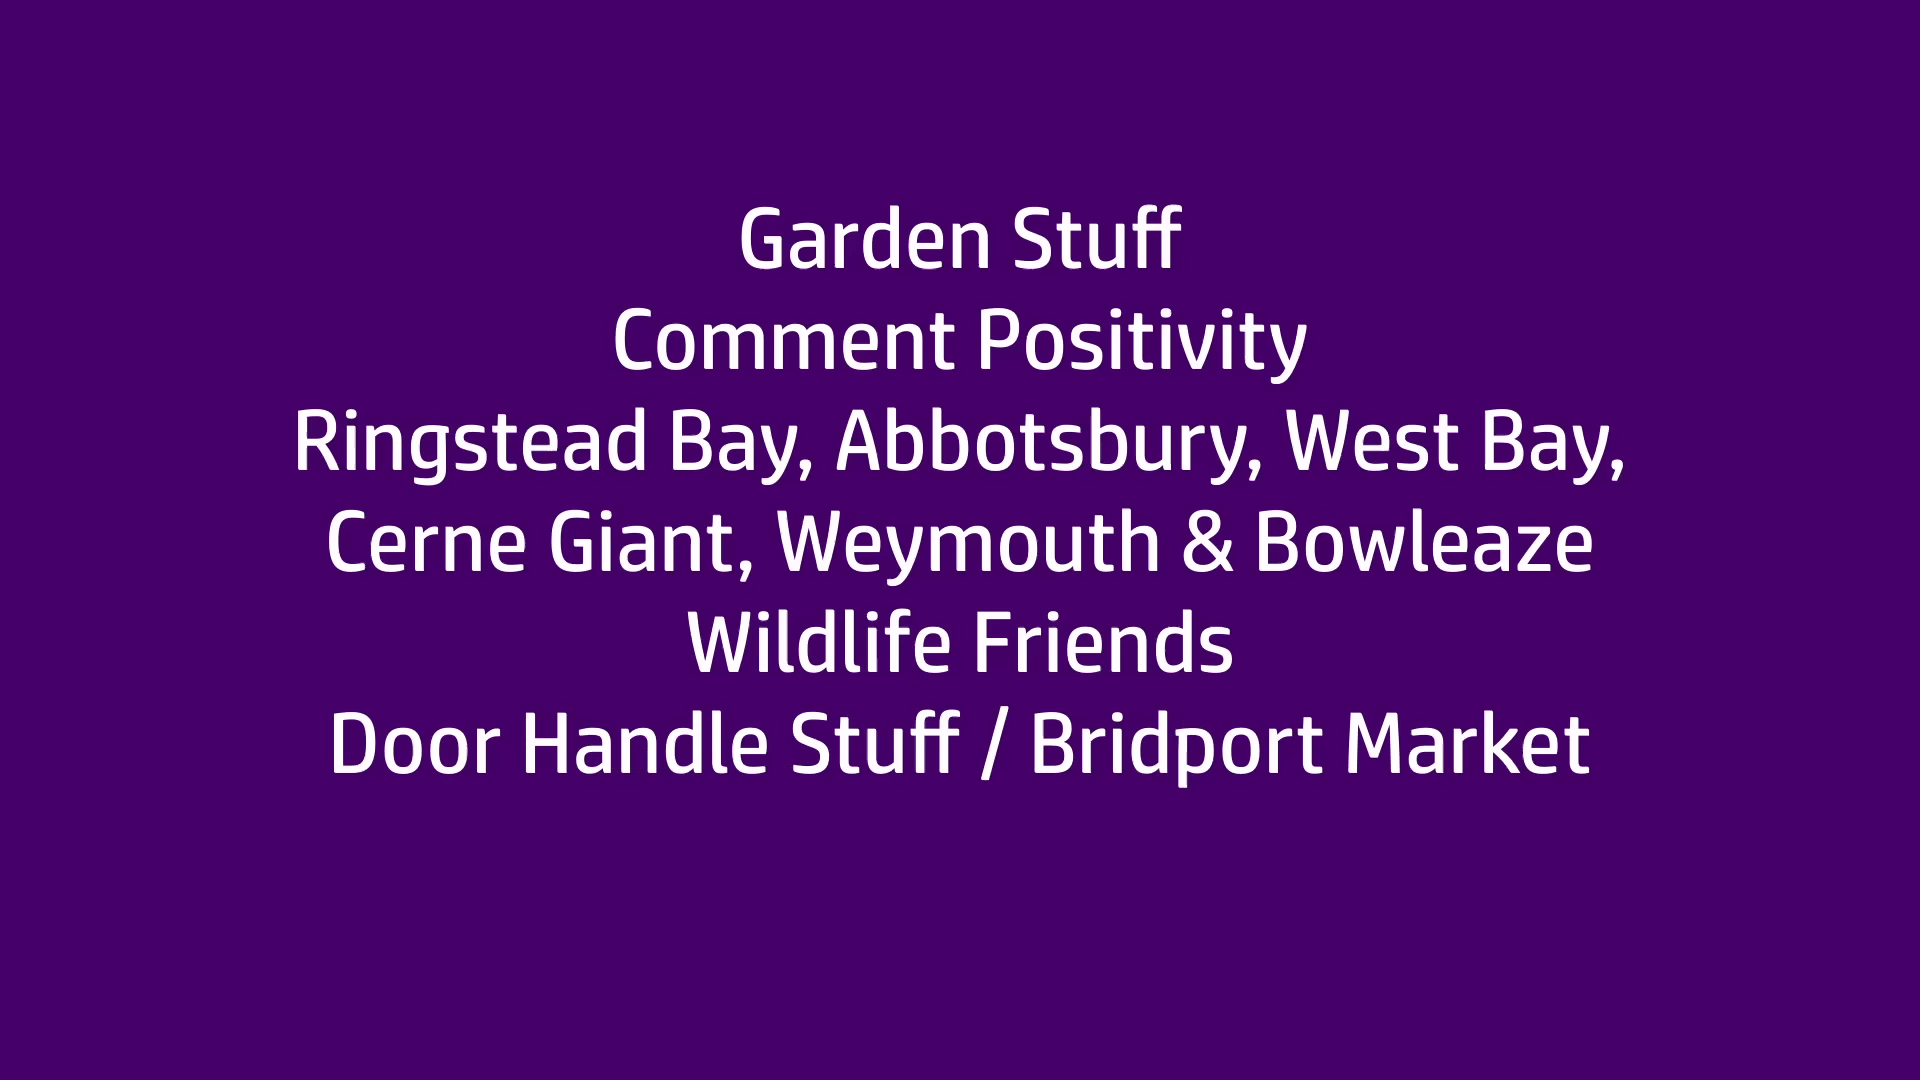 Garden Stuff
Comment Positivity
Ringstead Bay, Abbotsbury, West Bay,
Cerne Giant, Weymouth & Bowleaze
Wildlife Friends
Door Handle Stuff / Bridport Market